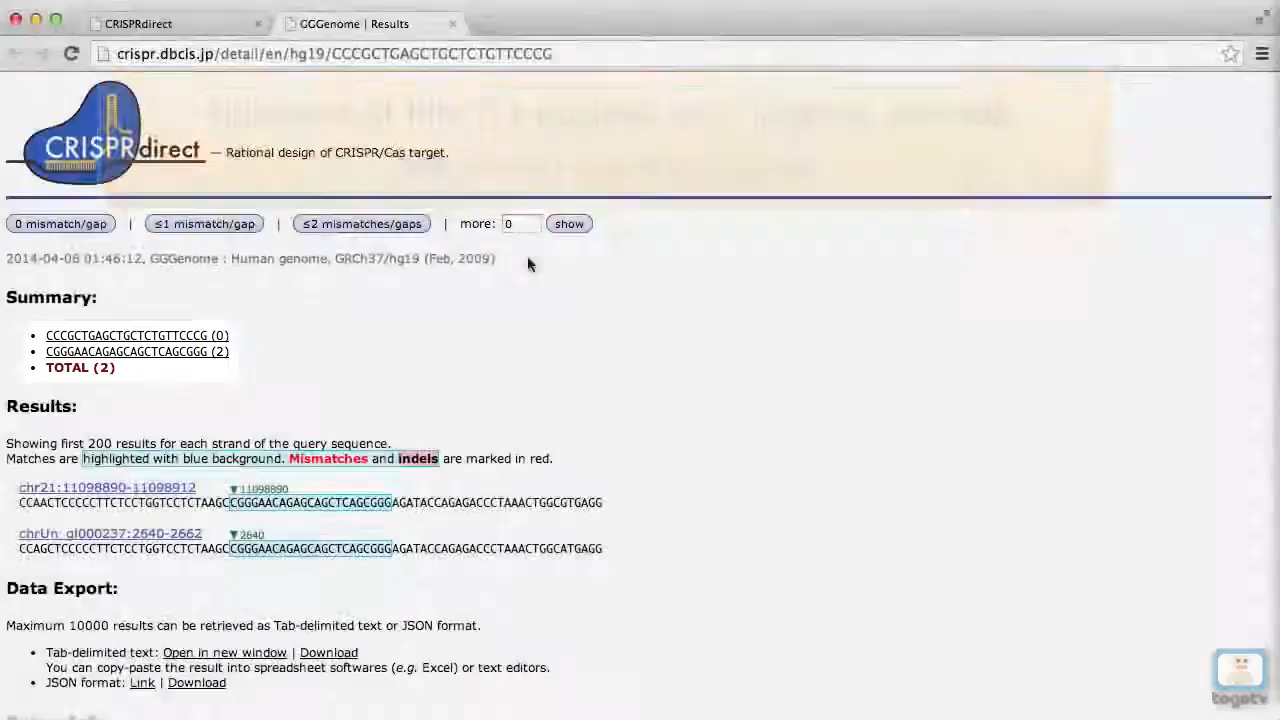 CRISPRdirect
GGGenome | Results
crispr.dbcls.jp/detail/en/hg19/CCCGCTGAGCTGCTCTGTTCCCG
CRISPRdirect — Rational design of CRISPR/Cas target.
0 mismatch/gap | ≤1 mismatch/gap | ≤2 mismatches/gaps | more: 0 show
2014-04-08 01:46:12, GGGenome : Human genome, GRCh37/hg19 (Feb, 2009)
Summary:
• CCCGCTGAGCTGCTCTGTTCCCG (0)
• CGGGAACAGAGCAGCTCAGCGGG (2)
• TOTAL (2)
Results:
Showing first 200 results for each strand of the query sequence.
Matches are highlighted with blue background. Mismatches and indels are marked in red.
chr21:11098890-11098912 ▼11098890
CCAACTCCCCCTTCTCCTGGTCCTCTAAGCCGGGAACAGAGCAGCTCAGCGGGAGATACCAGAGACCCTAAACTGGCGTGAGG
chrUn_gl000237:2640-2662 ▼2640
CCAGCTCCCCCTTCTCCTGGTCCTCTAAGCCGGGAACAGAGCAGCTCAGCGGGAGATACCAGAGACCCTAAACTGGCATGAGG
Data Export:
Maximum 10000 results can be retrieved as Tab-delimited text or JSON format.
• Tab-delimited text: Open in new window | Download
You can copy-paste the result into spreadsheet softwares (e.g. Excel) or text editors.
• JSON format: Link | Download
togotv